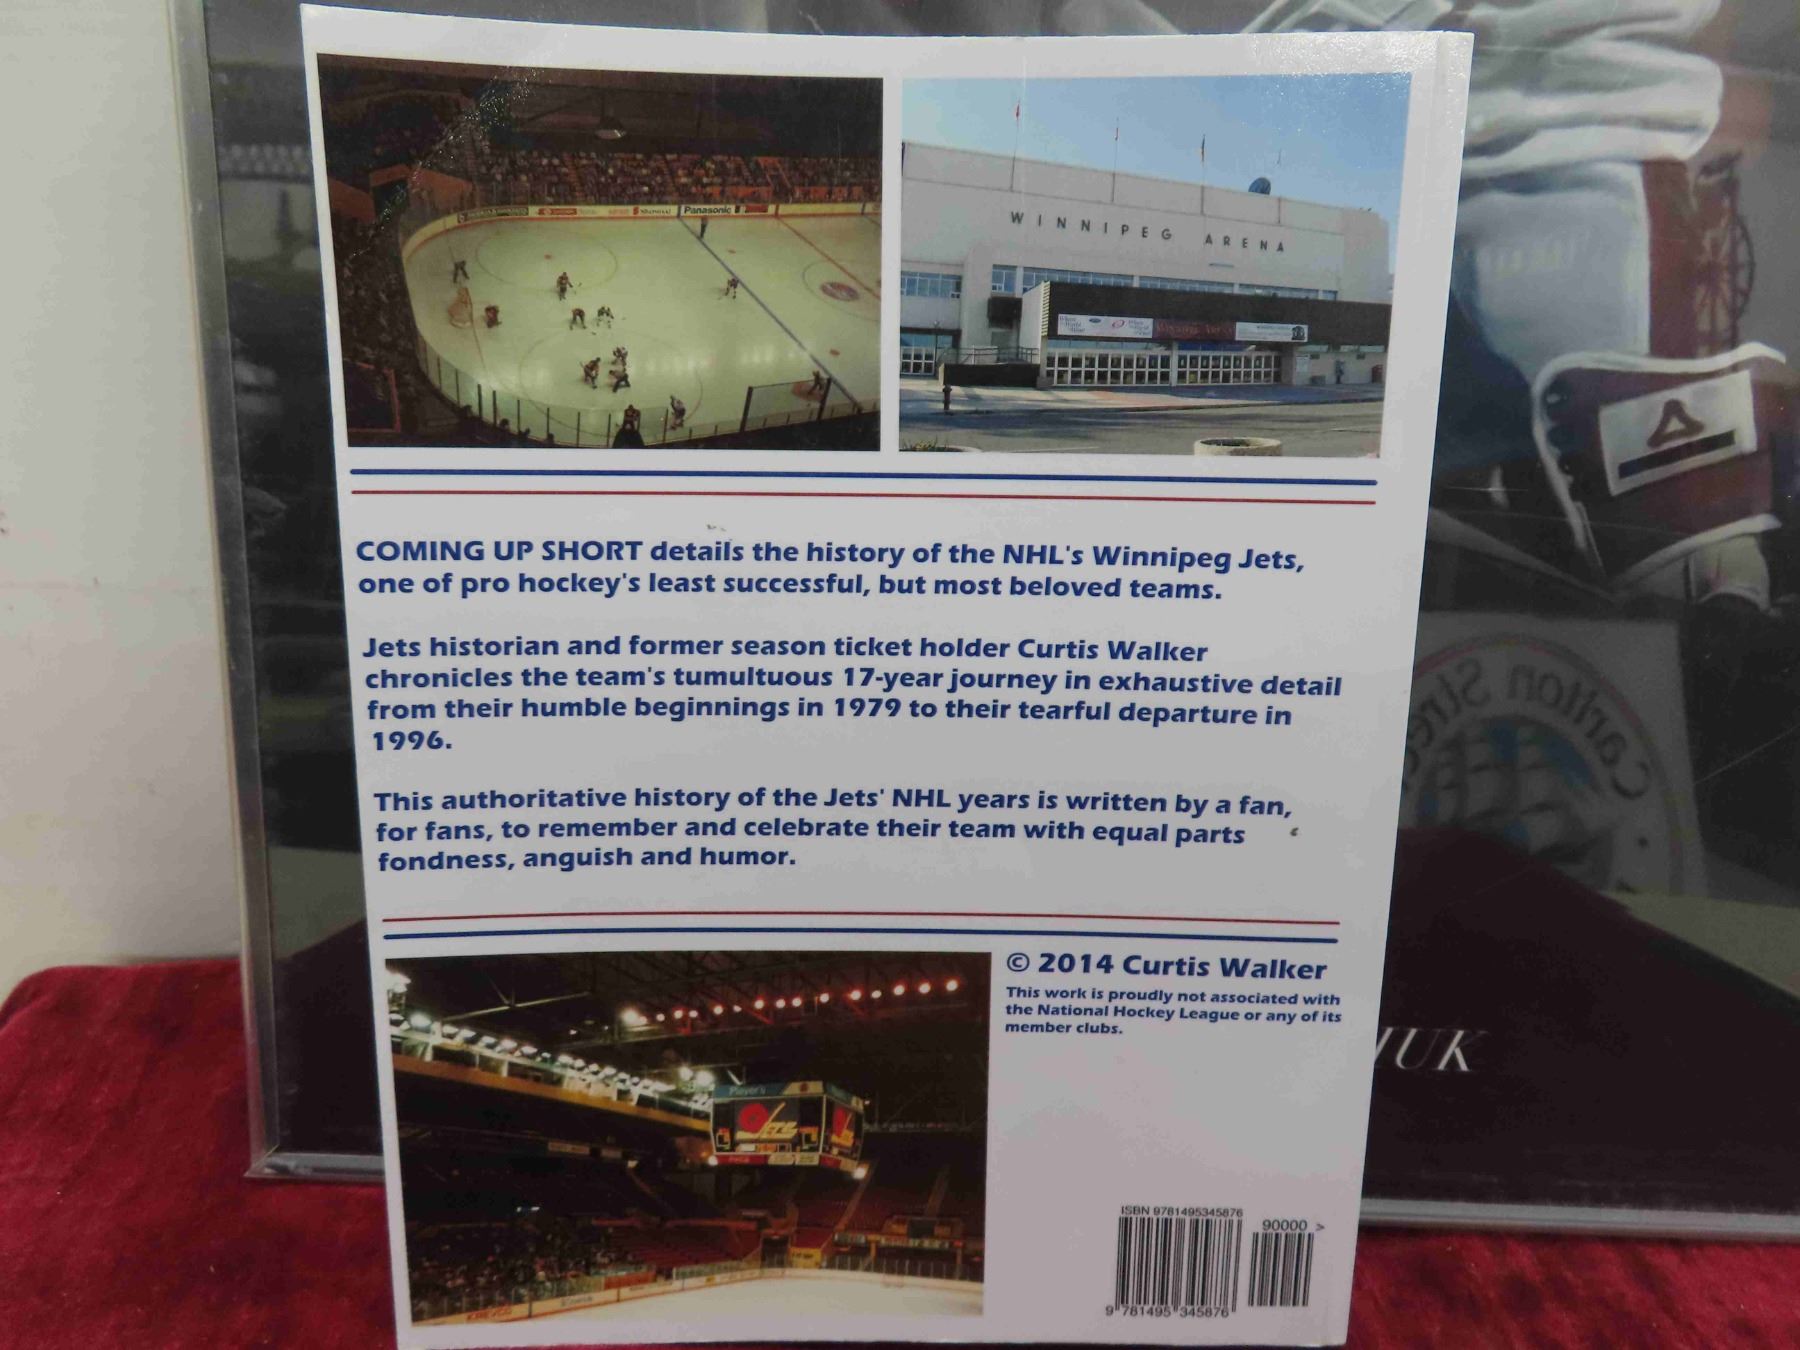 Panasonic
WINNIPEG ARENA
COMING UP SHORT details the history of the NHL's Winnipeg Jets,
one of pro hockey's least successful, but most beloved teams.
Jets historian and former season ticket holder Curtis Walker
chronicles the team's tumultuous 17-year journey in exhaustive detail
from their humble beginnings in 1979 to their tearful departure in
1996.
This authoritative history of the Jets' NHL years is written by a fan,
for fans, to remember and celebrate their team with equal parts
fondness, anguish and humor.
© 2014 Curtis Walker
This work is proudly not associated with
the National Hockey League or any of its
member clubs.
Player's
JETS
IUK
ISBN 9781495345876
90000 >
9 781495 345876